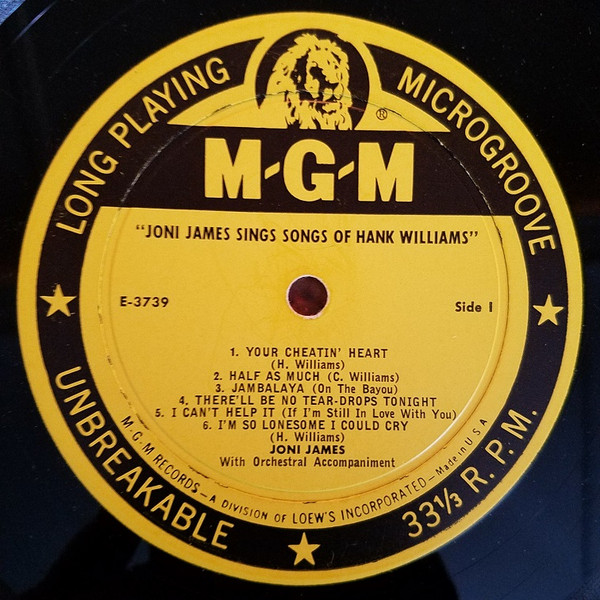 LONG PLAYING
MICROGROOVE
®
M-G-M
"JONI JAMES SINGS SONGS OF HANK WILLIAMS"
E-3739
Side 1
1. YOUR CHEATIN' HEART
(H. Williams)
2. HALF AS MUCH (C. Williams)
3. JAMBALAYA (On The Bayou)
4. THERE'LL BE NO TEAR-DROPS TONIGHT
5. I CAN'T HELP IT (If I'm Still In Love With You)
6. I'M SO LONESOME I COULD CRY
(H. Williams)
JONI JAMES
With Orchestral Accompaniment
M-G-M RECORDS—A DIVISION OF LOEW'S INCORPORATED—Made in U S A
UNBREAKABLE
33⅓ R. P. M.